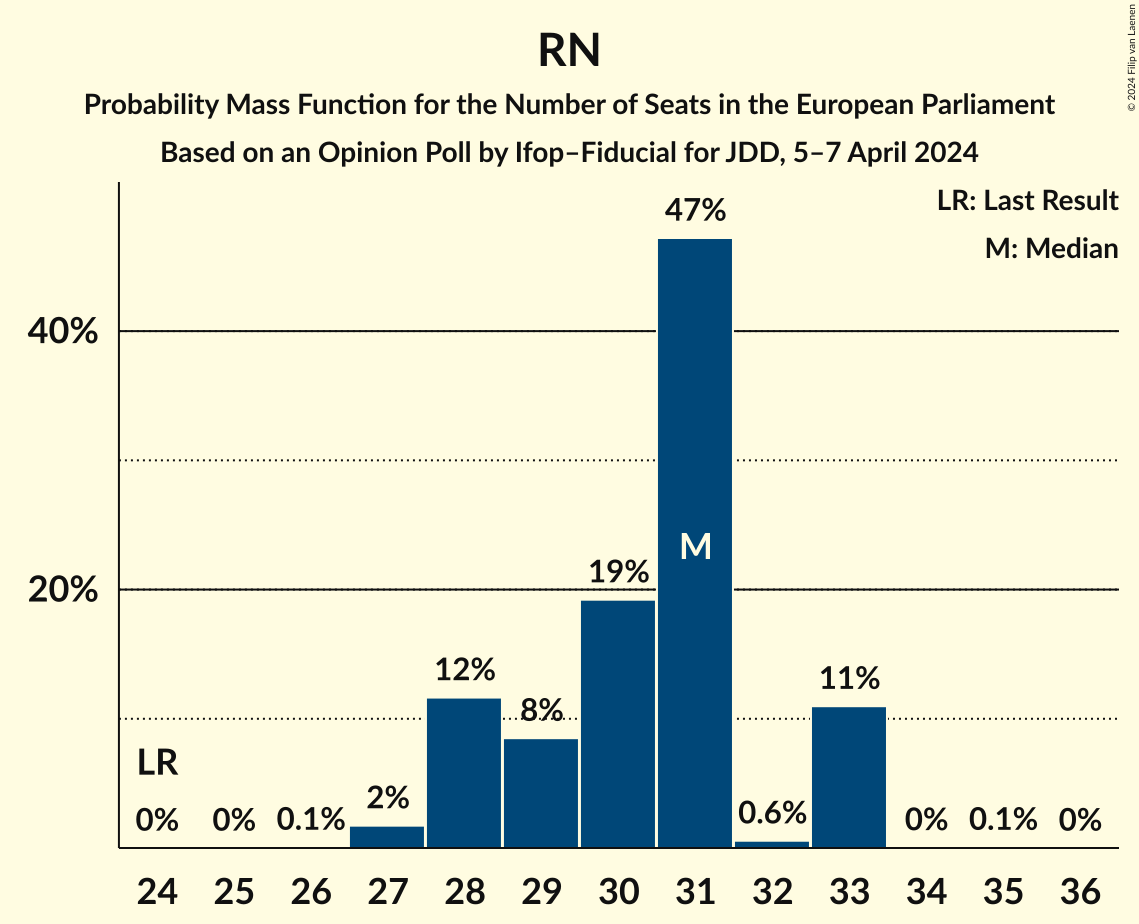 RN
Probability Mass Function for the Number of Seats in the European Parliament
Based on an Opinion Poll by Ifop–Fiducial for JDD, 5–7 April 2024
© 2024 Filip van Laenen
LR: Last Result
M: Median
40%
20%
LR
0%
0%
0.1%
2%
12%
8%
19%
47%
M
0.6%
11%
0%
0.1%
0%
24 25 26 27 28 29 30 31 32 33 34 35 36